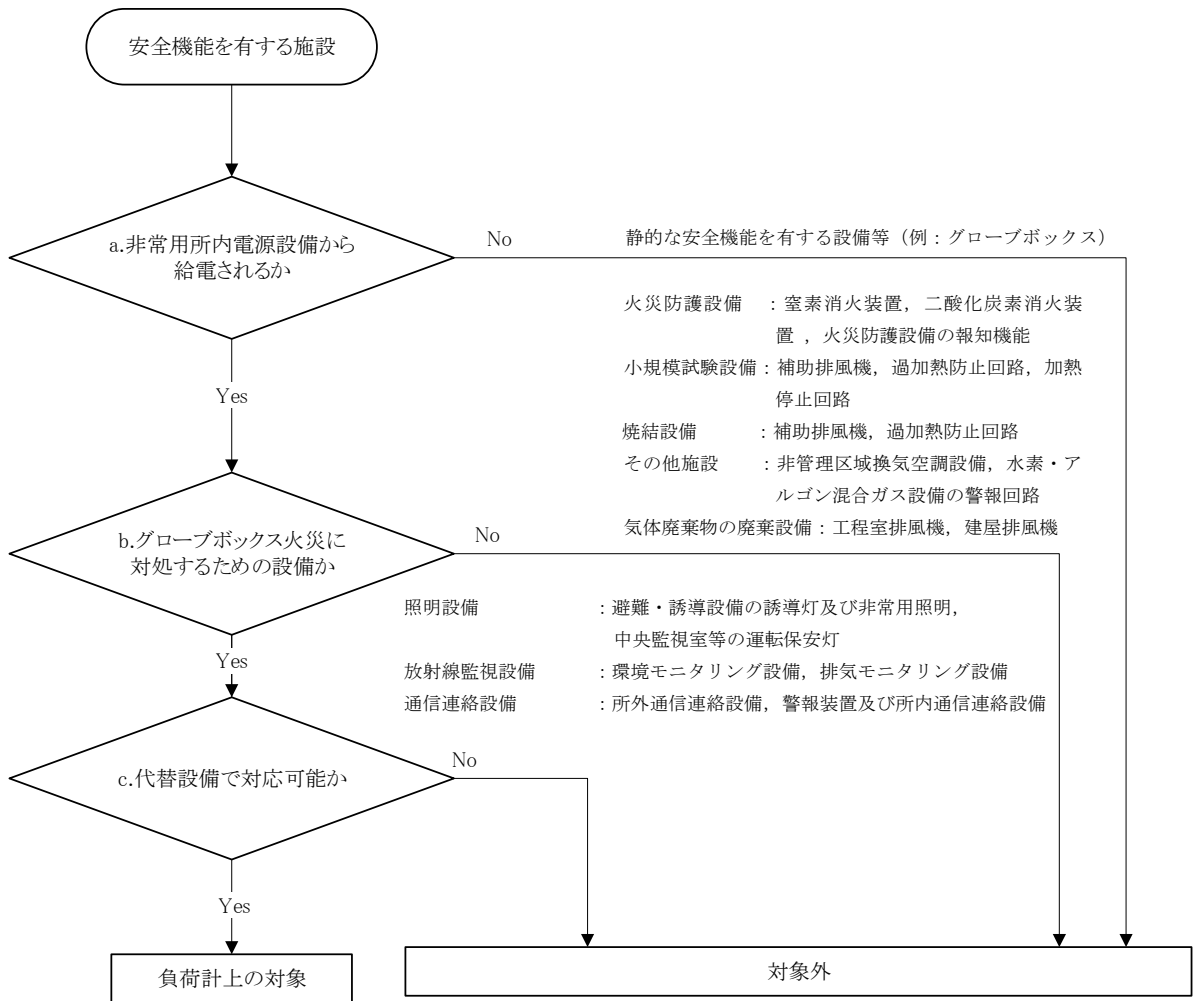 安全機能を有する施設
a.非常用所内電源設備から
給電されるか
No
静的な安全機能を有する設備等（例：グローブボックス）
Yes
火災防護設備　：窒素消火装置，二酸化炭素消火装
置，火災防護設備の報知機能
小規模試験設備：補助排風機，過加熱防止回路，加熱
停止回路
焼結設備　：補助排風機，過加熱防止回路
その他施設　：非管理区域換気空調設備，水素・ア
ルゴン混合ガス設備の警報回路
気体廃棄物の廃棄設備：工程室排風機，建屋排風機
b.グローブボックス火災に
対処するための設備か
No
Yes
照明設備　：避難・誘導設備の誘導灯及び非常用照明，
中央監視室等の運転保安灯
放射線監視設備　：環境モニタリング設備，排気モニタリング設備
通信連絡設備　：所外通信連絡設備，警報装置及び所内通信連絡設備
c.代替設備で対応可能か
No
Yes
負荷計上の対象
対象外